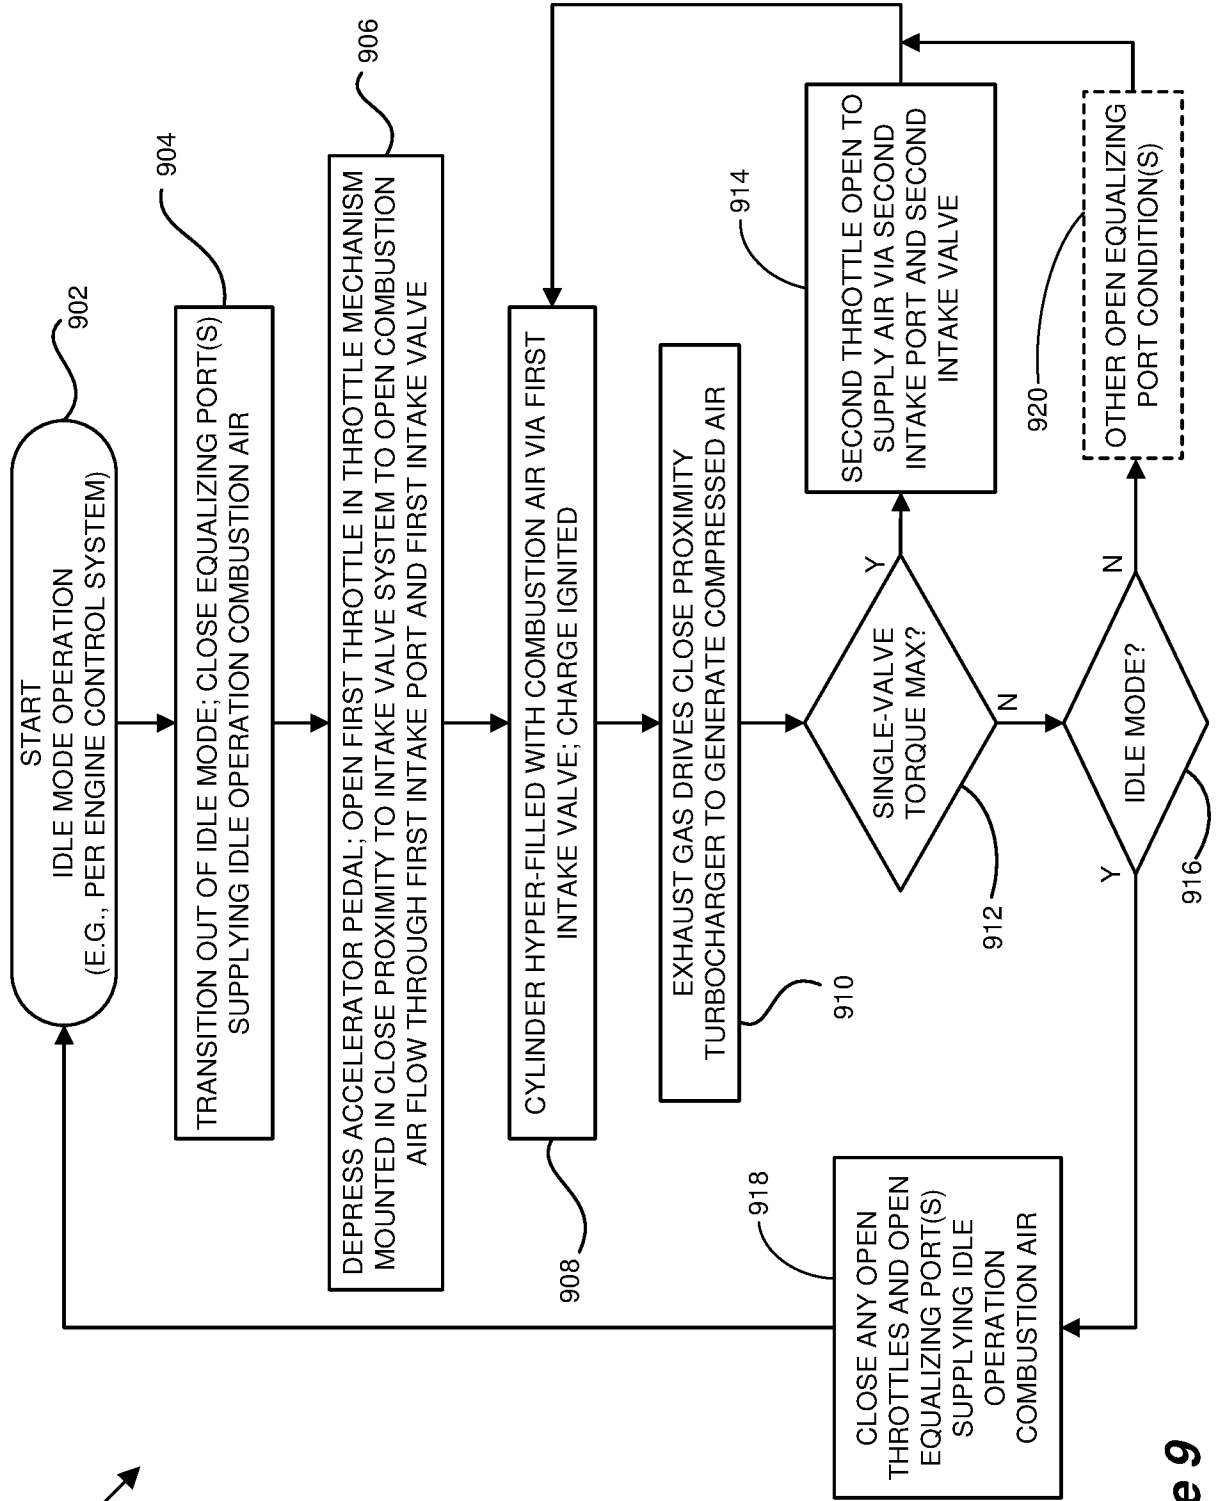 START
IDLE MODE OPERATION
(E.G., PER ENGINE CONTROL SYSTEM)
902
TRANSITION OUT OF IDLE MODE; CLOSE EQUALIZING PORT(S)
SUPPLYING IDLE OPERATION COMBUSTION AIR
904
DEPRESS ACCELERATOR PEDAL; OPEN FIRST THROTTLE IN THROTTLE MECHANISM
MOUNTED IN CLOSE PROXIMITY TO INTAKE VALVE SYSTEM TO OPEN COMBUSTION
AIR FLOW THROUGH FIRST INTAKE PORT AND FIRST INTAKE VALVE
906
CYLINDER HYPER-FILLED WITH COMBUSTION AIR VIA FIRST
INTAKE VALVE; CHARGE IGNITED
908
EXHAUST GAS DRIVES CLOSE PROXIMITY
TURBOCHARGER TO GENERATE COMPRESSED AIR
910
SINGLE-VALVE
TORQUE MAX?
912
Y
N
SECOND THROTTLE OPEN TO
SUPPLY AIR VIA SECOND
INTAKE PORT AND SECOND
INTAKE VALVE
914
IDLE MODE?
916
Y
N
CLOSE ANY OPEN
THROTTLES AND OPEN
EQUALIZING PORT(S)
SUPPLYING IDLE
OPERATION
COMBUSTION AIR
918
OTHER OPEN EQUALIZING
PORT CONDITION(S)
920
e 9